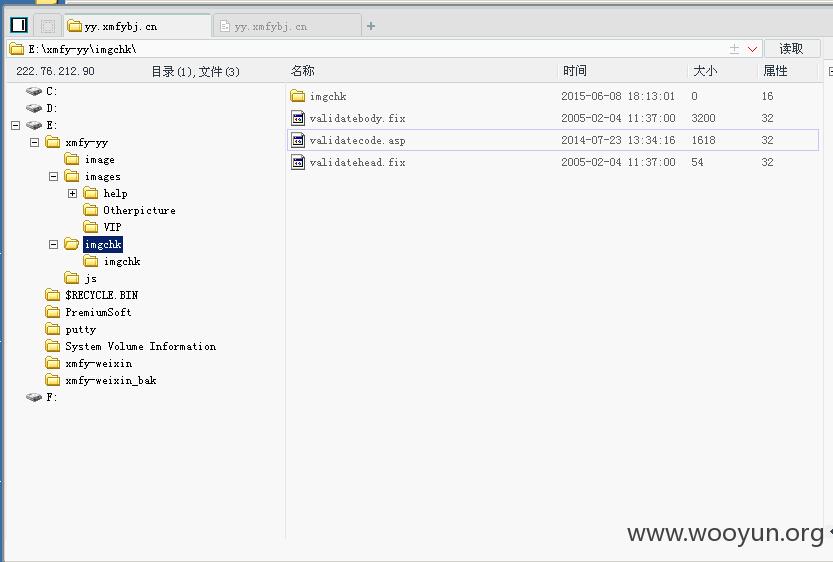 yy.xmfybj.cn yy.xmfybj.cn
E:\xmfy-yy\imgchk\ 读取
222.76.212.90 目录(1),文件(3) 名称 时间 大小 属性
C:
D:
E:
xmfy-yy
image
images
help
Otherpicture
VIP
imgchk
imgchk
js
$RECYCLE.BIN
PremiumSoft
putty
System Volume Information
xmfy-weixin
xmfy-weixin_bak
F:
imgchk 2015-06-08 18:13:01 0 16
validatebody.fix 2005-02-04 11:37:00 3200 32
validatecode.asp 2014-07-23 13:34:16 1618 32
validatehead.fix 2005-02-04 11:37:00 54 32
www.wooyun.org